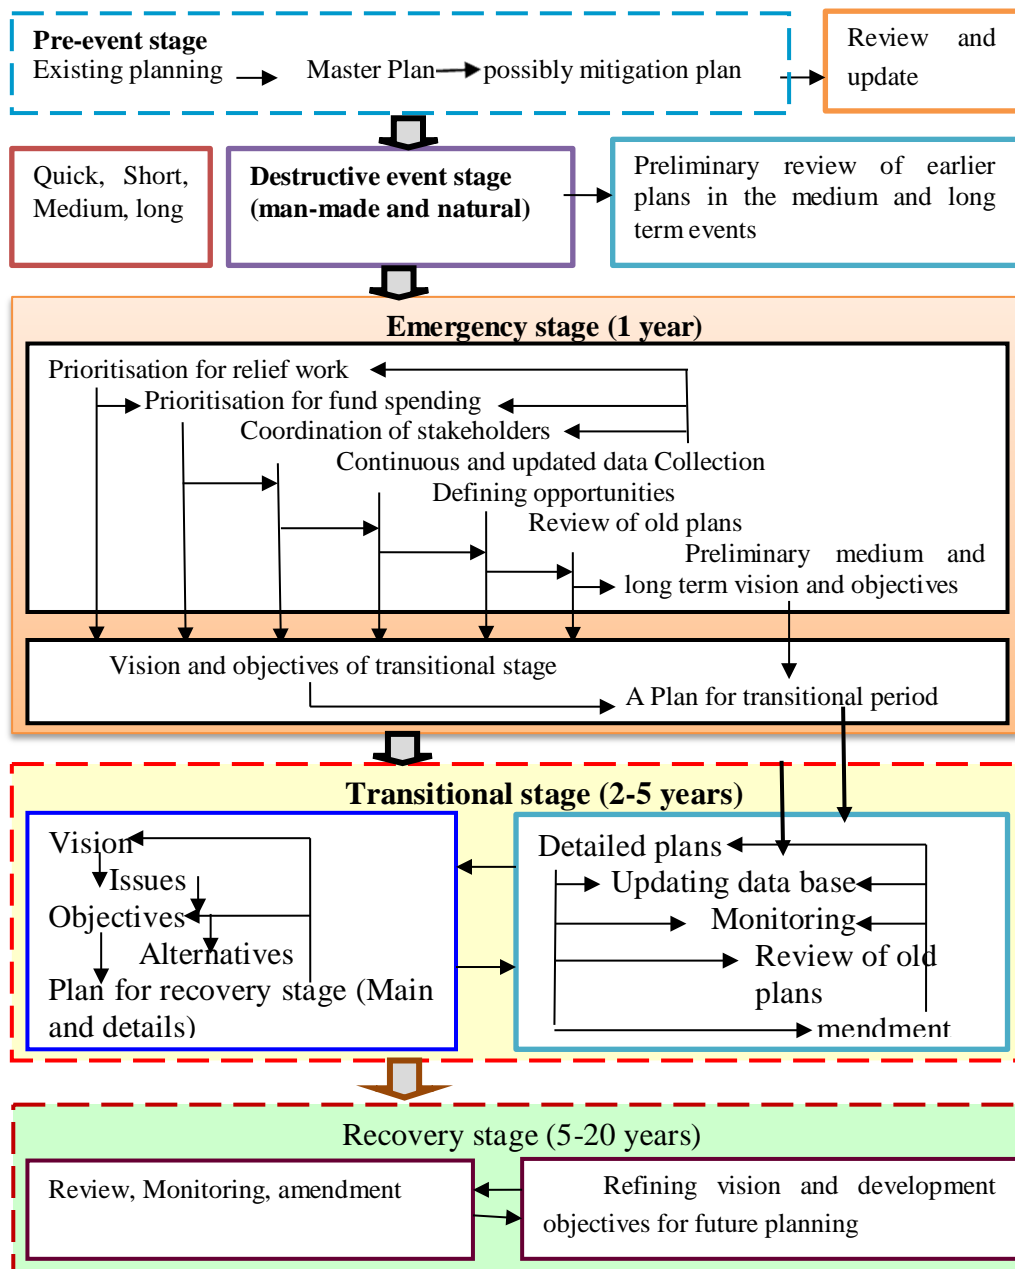 Pre-event stage
Existing planning Master Plan possibly mitigation plan
Review and
update
Quick, Short,
Medium, long
Destructive event stage
(man-made and natural)
Preliminary review of earlier
plans in the medium and long
term events
Emergency stage (1 year)
Prioritisation for relief work
Prioritisation for fund spending
Coordination of stakeholders
Continuous and updated data Collection
Defining opportunities
Review of old plans
Preliminary medium and
long term vision and objectives
Vision and objectives of transitional stage
A Plan for transitional period
Transitional stage (2-5 years)
Vision
Issues
Objectives
Alternatives
Plan for recovery stage (Main
and details)
Detailed plans
Updating data base
Monitoring
Review of old
plans
mendment
Recovery stage (5-20 years)
Review, Monitoring, amendment
Refining vision and development
objectives for future planning